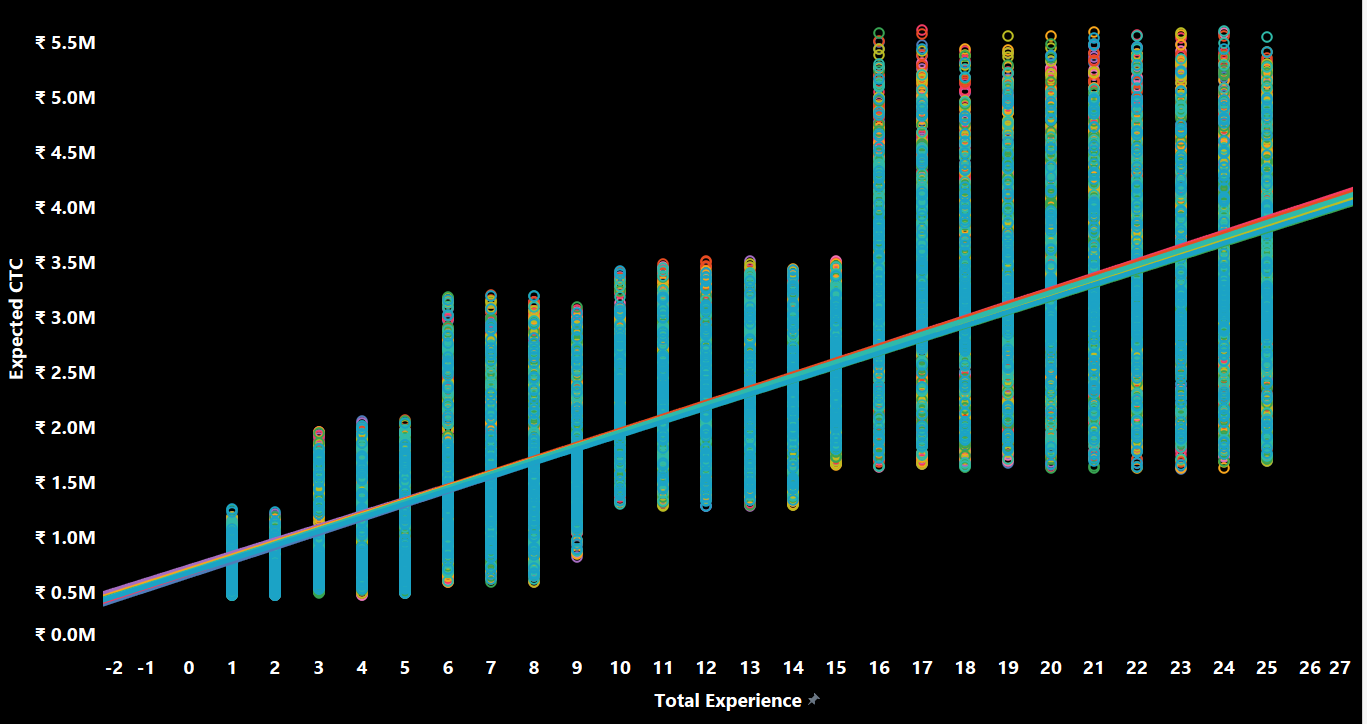 ₹ 5.5M
₹ 5.0M
₹ 4.5M
₹ 4.0M
₹ 3.5M
₹ 3.0M
₹ 2.5M
₹ 2.0M
₹ 1.5M
₹ 1.0M
₹ 0.5M
₹ 0.0M
Expected CTC
-2 -1 0 1 2 3 4 5 6 7 8 9 10 11 12 13 14 15 16 17 18 19 20 21 22 23 24 25 26 27
Total Experience